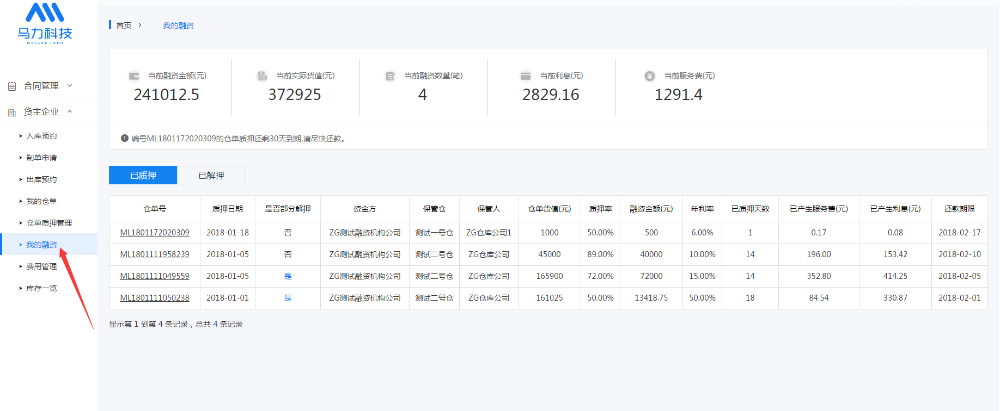 马力科技
MALLEE TECH
合同管理
货主企业
入库预约
制单申请
出库预约
我的仓单
仓单质押管理
我的融资
费用管理
库存一览
首页 > 我的融资
当前融资金额(元) 当前实际货值(元) 当前融资数量(笔) 当前利息(元) 当前服务费(元)
241012.5 372925 4 2829.16 1291.4
编号ML1801172020309的仓单质押还剩30天到期,请尽快还款。
已质押 已解押
仓单号 质押日期 是否部分解押 资金方 保管仓 保管人 仓单货值(元) 质押率 融资金额(元) 年利率 已质押天数 已产生服务费(元) 已产生利息(元) 还款期限
ML1801172020309 2018-01-18 否 ZG测试融资机构公司 测试一号仓 ZG仓库公司1 1000 50.00% 500 6.00% 1 0.17 0.08 2018-02-17
ML1801111958239 2018-01-05 否 ZG测试融资机构公司 测试二号仓 ZG仓库公司 45000 89.00% 40000 10.00% 14 196.00 153.42 2018-02-10
ML1801111049559 2018-01-05 是 ZG测试融资机构公司 测试二号仓 ZG仓库公司 165900 72.00% 72000 15.00% 14 352.80 414.25 2018-02-05
ML1801111050238 2018-01-01 是 ZG测试融资机构公司 测试二号仓 ZG仓库公司 161025 50.00% 13418.75 50.00% 18 84.54 330.87 2018-02-01
显示第 1 到第 4 条记录，总共 4 条记录